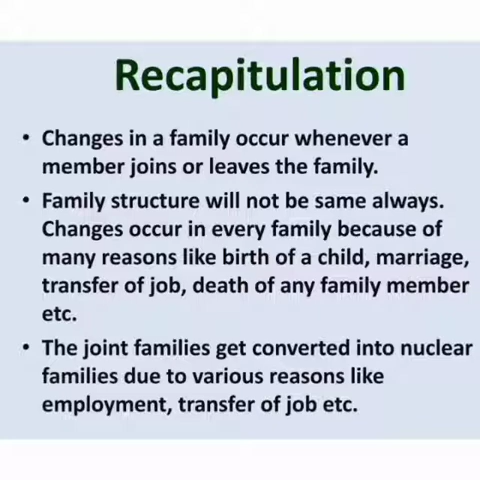 Recapitulation
• Changes in a family occur whenever a
member joins or leaves the family.
• Family structure will not be same always.
Changes occur in every family because of
many reasons like birth of a child, marriage,
transfer of job, death of any family member
etc.
• The joint families get converted into nuclear
families due to various reasons like
employment, transfer of job etc.